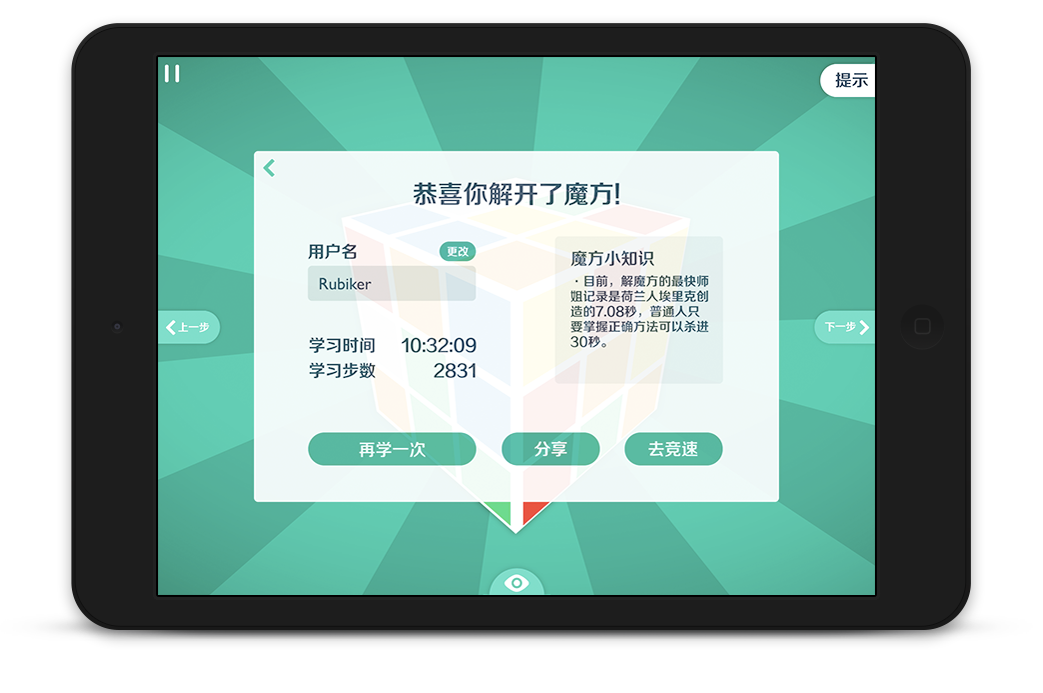 提示
恭喜你解开了魔方!
用户名
更改
Rubiker
魔方小知识
·目前，解魔方的最快师
姐记录是荷兰人埃里克创
造的7.08秒，普通人只
要掌握正确方法可以杀进
30秒。
上一步
下一步
学习时间 10:32:09
学习步数 2831
再学一次
分享
去竞速